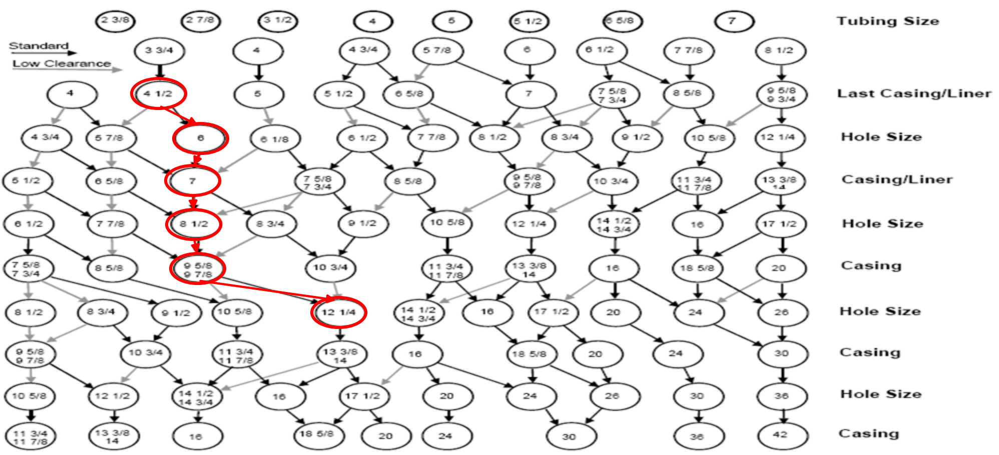 2 3/8 2 7/8 3 1/2 4 5 5 1/2 6 5/8 7 Tubing Size
Standard
Low Clearance
3 3/4 4 4 3/4 5 7/8 6 6 1/2 7 7/8 8 1/2
4 4 1/2 5 5 1/2 6 5/8 7 7 5/8 7 3/4 8 5/8 9 5/8 9 3/4 Last Casing/Liner
4 3/4 5 7/8 6 6 1/8 6 1/2 7 7/8 8 1/2 8 3/4 9 1/2 10 5/8 12 1/4 Hole Size
5 1/2 6 5/8 7 7 5/8 7 3/4 8 5/8 9 5/8 9 7/8 10 3/4 11 3/4 11 7/8 13 3/8 14 Casing/Liner
6 1/2 7 7/8 8 1/2 8 3/4 9 1/2 10 5/8 12 1/4 14 1/2 14 3/4 16 17 1/2 Hole Size
7 5/8 7 3/4 8 5/8 9 5/8 9 7/8 10 3/4 11 3/4 11 7/8 13 3/8 14 16 18 5/8 20 Casing
8 1/2 8 3/4 9 1/2 10 5/8 12 1/4 14 1/2 14 3/4 16 17 1/2 20 24 26 Hole Size
9 5/8 9 7/8 10 3/4 11 3/4 11 7/8 13 3/8 14 16 18 5/8 20 24 30 Casing
10 5/8 12 1/2 14 1/2 14 3/4 16 17 1/2 20 24 26 30 36 Hole Size
11 3/4 11 7/8 13 3/8 14 16 18 5/8 20 24 30 36 42 Casing